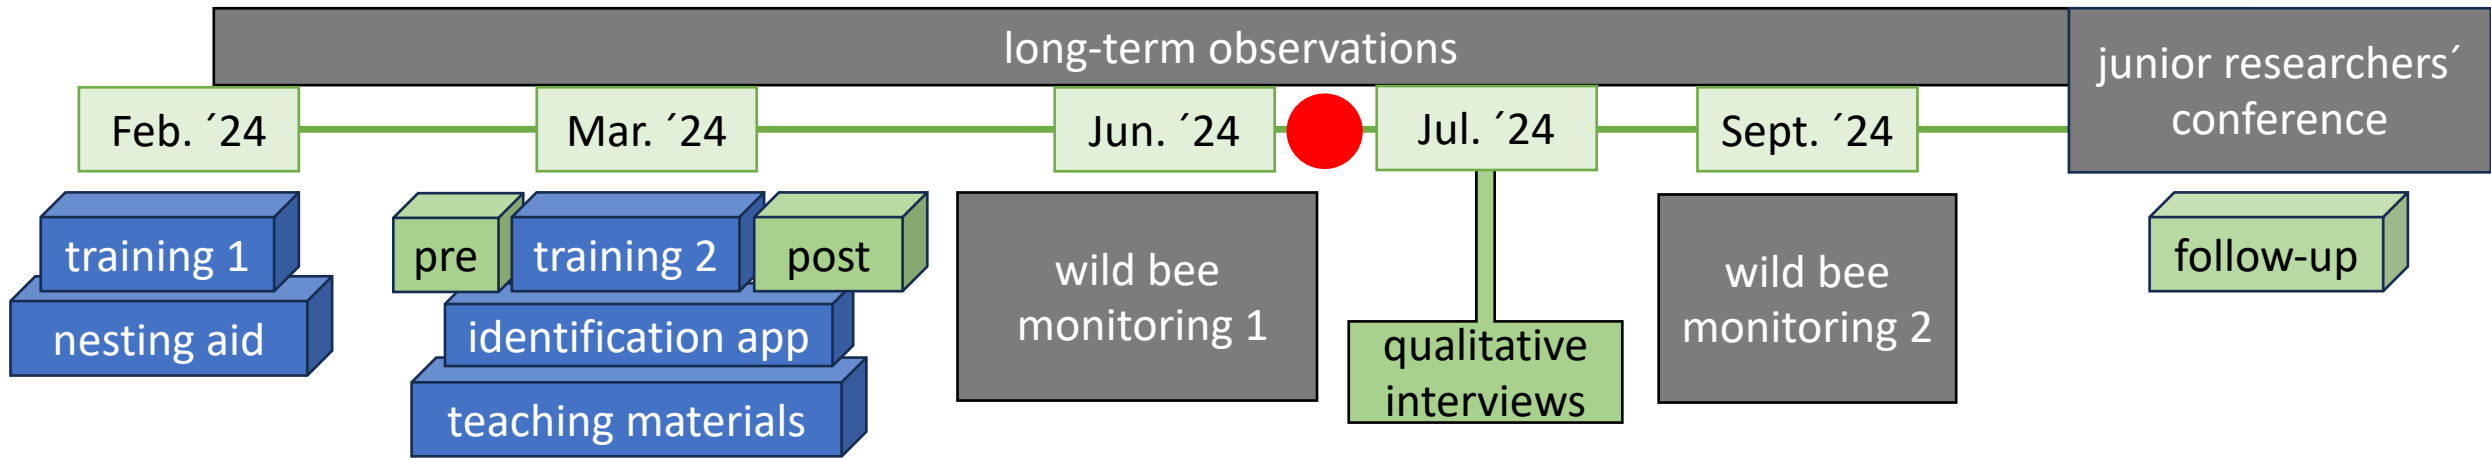 long-term observations
junior researchers´
conference
Feb. ´24
Mar. ´24
Jun. ´24
Jul. ´24
Sept. ´24
training 1
nesting aid
pre
training 2
post
identification app
teaching materials
wild bee
monitoring 1
qualitative
interviews
wild bee
monitoring 2
follow-up